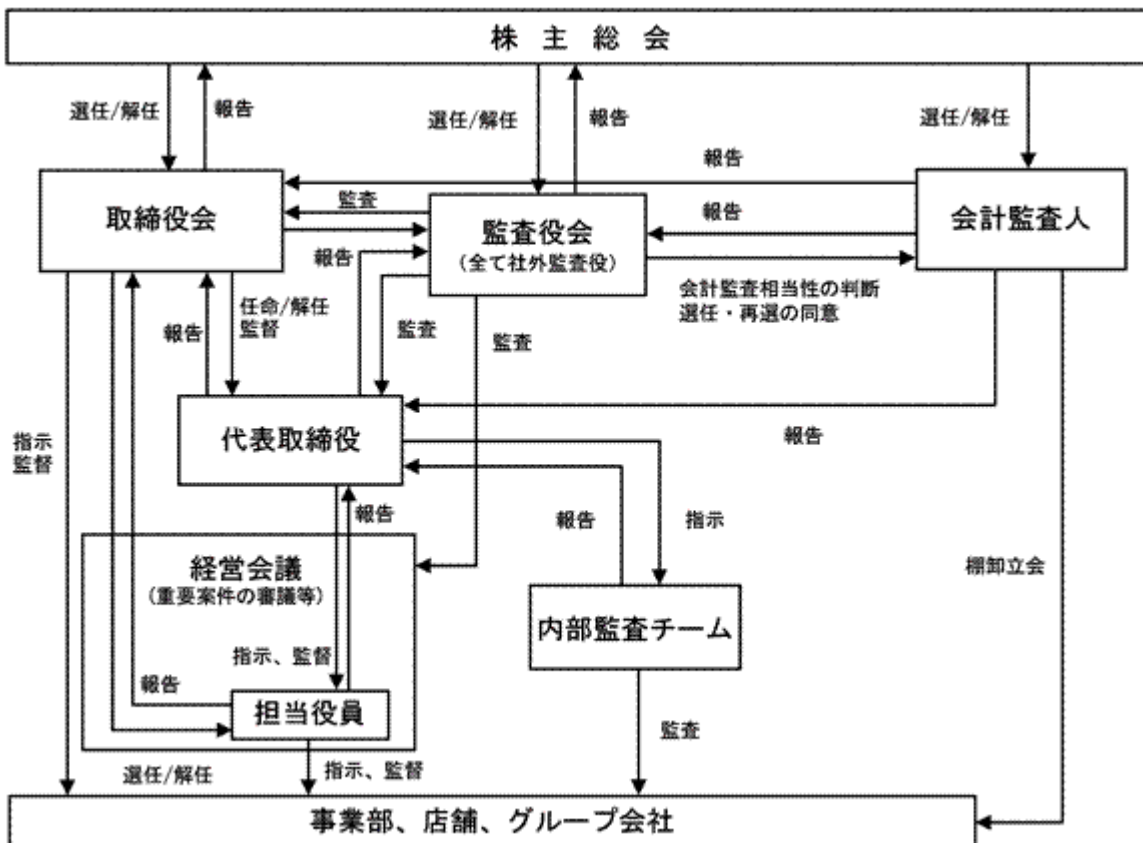 株主総会
選任/解任
報告
選任/解任
報告
選任/解任
報告
取締役会
監査
監査役会
(全て社外監査役)
報告
会計監査人
報告
会計監査相当性の判断
選任・再選の同意
任命/解任
監督
報告
監査
監査
代表取締役
報告
指示
監督
報告
報告
指示
経営会議
(重要案件の審議等)
棚卸立会
内部監査チーム
指示、監督
報告
担当役員
監査
選任/解任
指示、監督
事業部、店舗、グループ会社